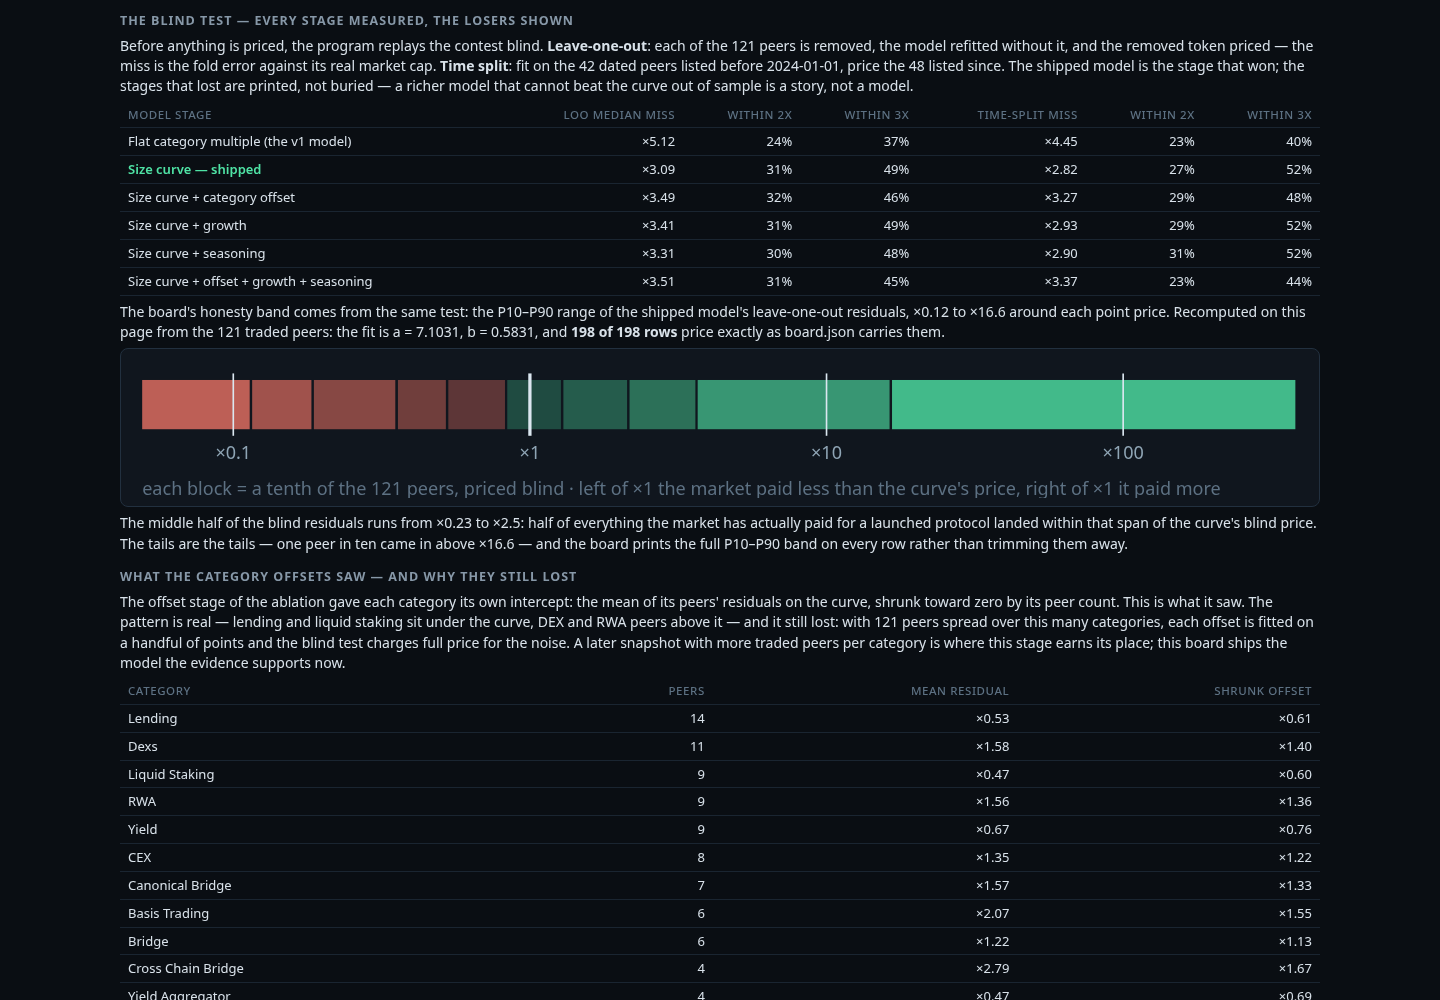 THE BLIND TEST — EVERY STAGE MEASURED, THE LOSERS SHOWN
Before anything is priced, the program replays the contest blind. Leave-one-out: each of the 121 peers is removed, the model refitted without it, and the removed token priced — the
miss is the fold error against its real market cap. Time split: fit on the 42 dated peers listed before 2024-01-01, price the 48 listed since. The shipped model is the stage that won; the
stages that lost are printed, not buried — a richer model that cannot beat the curve out of sample is a story, not a model.
MODEL STAGE LOO MEDIAN MISS WITHIN 2X WITHIN 3X TIME-SPLIT MISS WITHIN 2X WITHIN 3X
Flat category multiple (the v1 model) ×5.12 24% 37% ×4.45 23% 40%
Size curve — shipped ×3.09 31% 49% ×2.82 27% 52%
Size curve + category offset ×3.49 32% 46% ×3.27 29% 48%
Size curve + growth ×3.41 31% 49% ×2.93 29% 52%
Size curve + seasoning ×3.31 30% 48% ×2.90 31% 52%
Size curve + offset + growth + seasoning ×3.51 31% 45% ×3.37 23% 44%
The board's honesty band comes from the same test: the P10–P90 range of the shipped model's leave-one-out residuals, ×0.12 to ×16.6 around each point price. Recomputed on this
page from the 121 traded peers: the fit is a = 7.1031, b = 0.5831, and 198 of 198 rows price exactly as board.json carries them.
×0.1 ×1 ×10 ×100
each block = a tenth of the 121 peers, priced blind · left of ×1 the market paid less than the curve's price, right of ×1 it paid more
The middle half of the blind residuals runs from ×0.23 to ×2.5: half of everything the market has actually paid for a launched protocol landed within that span of the curve's blind price.
The tails are the tails — one peer in ten came in above ×16.6 — and the board prints the full P10–P90 band on every row rather than trimming them away.
WHAT THE CATEGORY OFFSETS SAW — AND WHY THEY STILL LOST
The offset stage of the ablation gave each category its own intercept: the mean of its peers' residuals on the curve, shrunk toward zero by its peer count. This is what it saw. The
pattern is real — lending and liquid staking sit under the curve, DEX and RWA peers above it — and it still lost: with 121 peers spread over this many categories, each offset is fitted on
a handful of points and the blind test charges full price for the noise. A later snapshot with more traded peers per category is where this stage earns its place; this board ships the
model the evidence supports now.
CATEGORY PEERS MEAN RESIDUAL SHRUNK OFFSET
Lending 14 ×0.53 ×0.61
Dexs 11 ×1.58 ×1.40
Liquid Staking 9 ×0.47 ×0.60
RWA 9 ×1.56 ×1.36
Yield 9 ×0.67 ×0.76
CEX 8 ×1.35 ×1.22
Canonical Bridge 7 ×1.57 ×1.33
Basis Trading 6 ×2.07 ×1.55
Bridge 6 ×1.22 ×1.13
Cross Chain Bridge 4 ×2.79 ×1.67
Yield Aggregator 4 ×0.47 ×0.69